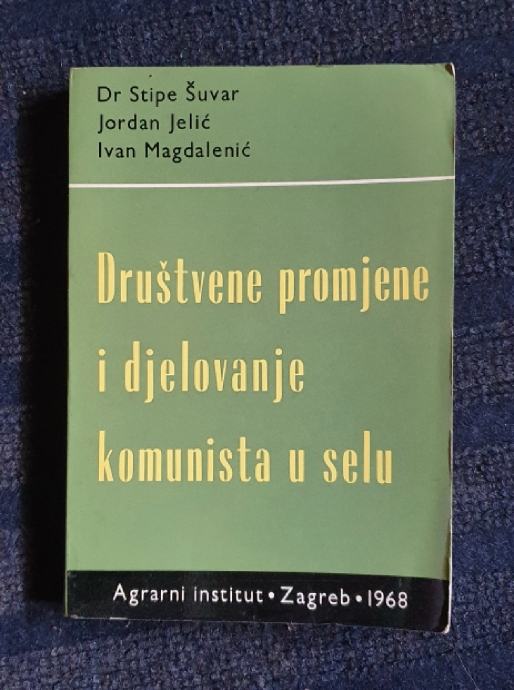 Dr Stipe Šuvar
Jordan Jelić
Ivan Magdalenić
Društvene promjene
i djelovanje
komunista u selu
Agrarni institut • Zagreb • 1968